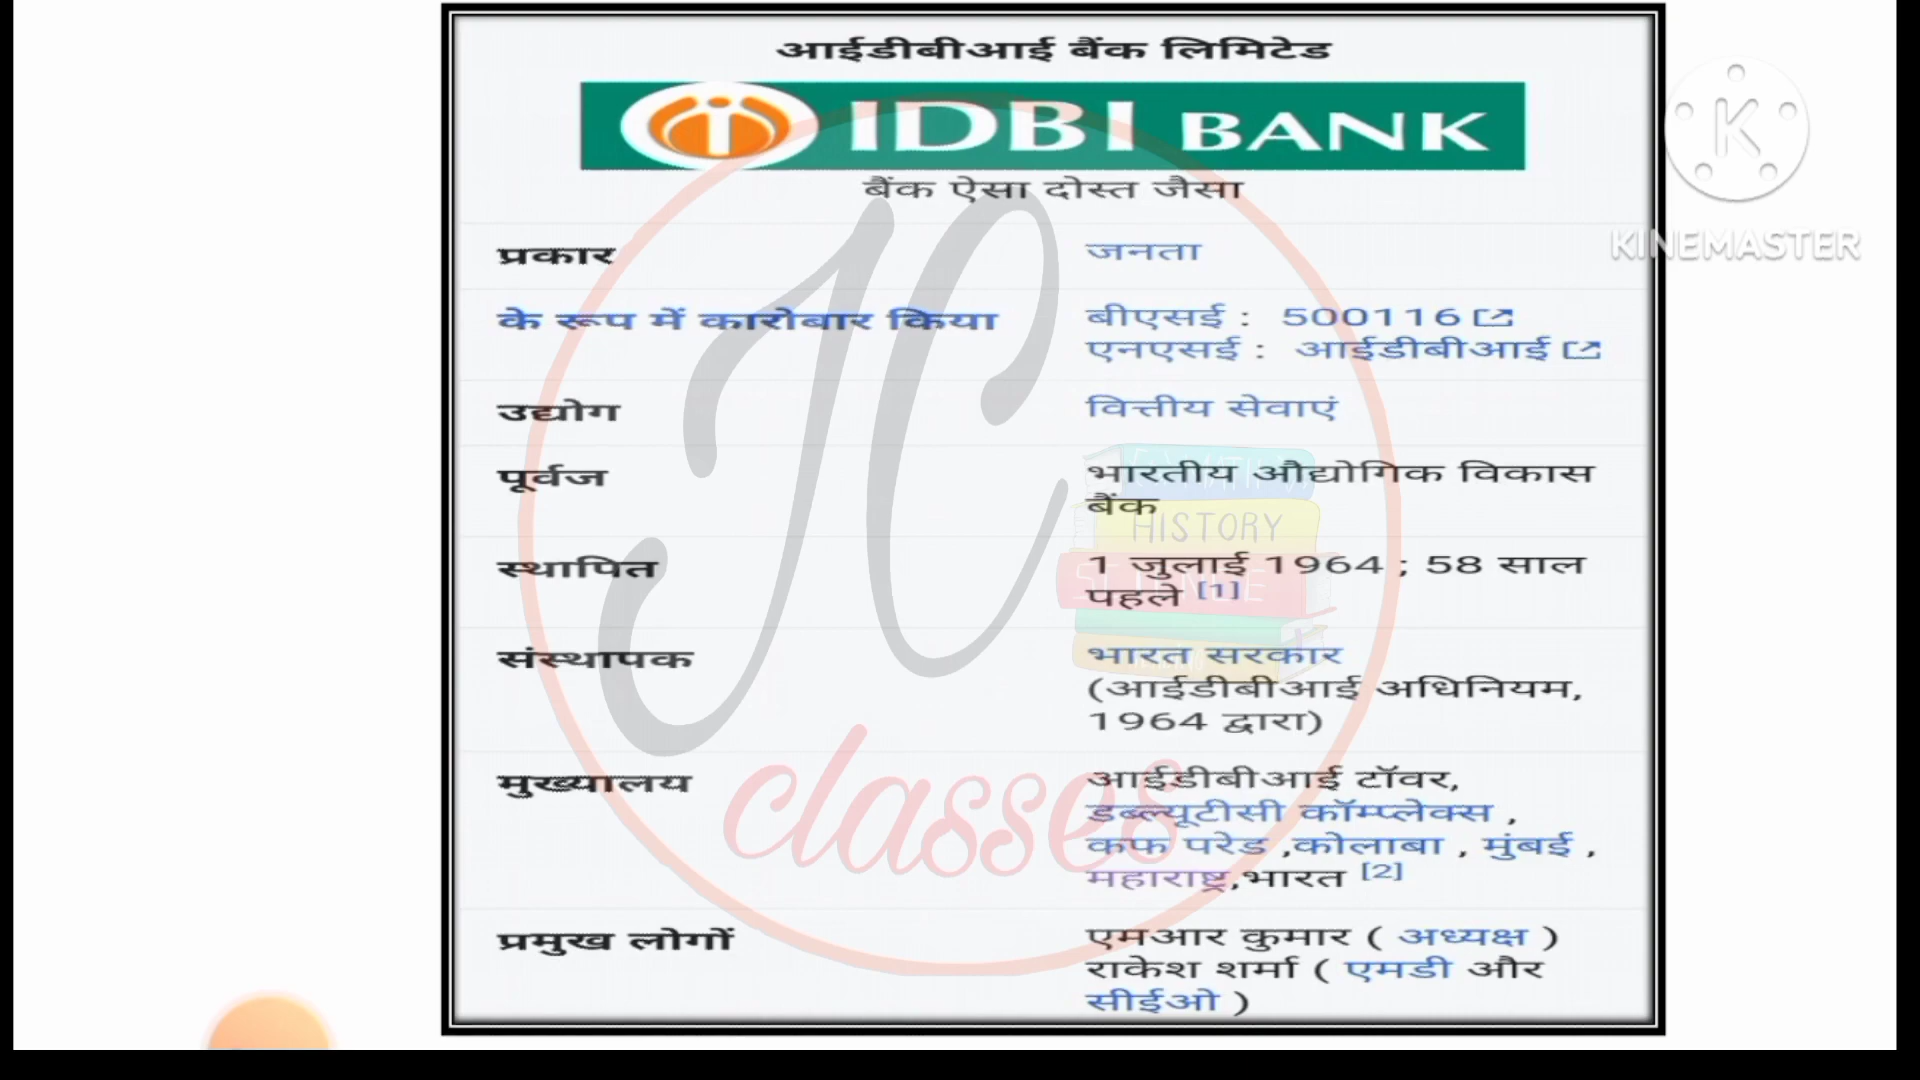 आईडीबीआई बैंक लिमिटेड
IDBI BANK
बैंक ऐसा दोस्त जैसा
प्रकार जनता
के रूप में कारोबार किया बीएसई : 500116
एनएसई : आईडीबीआई
उद्योग वित्तीय सेवाएं
पूर्वज भारतीय औद्योगिक विकास
बैंक
स्थापित 1 जुलाई 1964 ; 58 साल
पहले [1]
संस्थापक भारत सरकार
(आईडीबीआई अधिनियम,
1964 द्वारा)
मुख्यालय आईडीबीआई टॉवर,
डब्ल्यूटीसी कॉम्प्लेक्स ,
कफ परेड ,कोलाबा , मुंबई ,
महाराष्ट्र,भारत [2]
प्रमुख लोगों एमआर कुमार ( अध्यक्ष )
राकेश शर्मा ( एमडी और
सीईओ )
JC
classes
HISTORY
SCIENCE
K
KINEMASTER